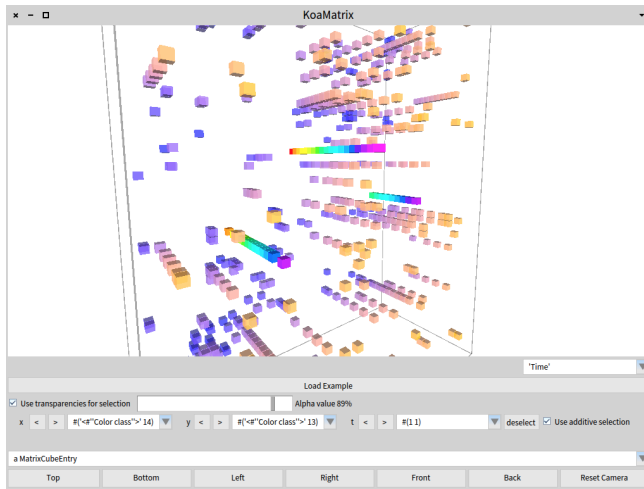 KoaMatrix
'Time'
Load Example
Use transparencies for selection Alpha value 89%
x < > #('<#''Color class''>' 14) y < > #('<#''Color class''>' 13) t < > #(1 1) deselect Use additive selection
a MatrixCubeEntry
Top Bottom Left Right Front Back Reset Camera